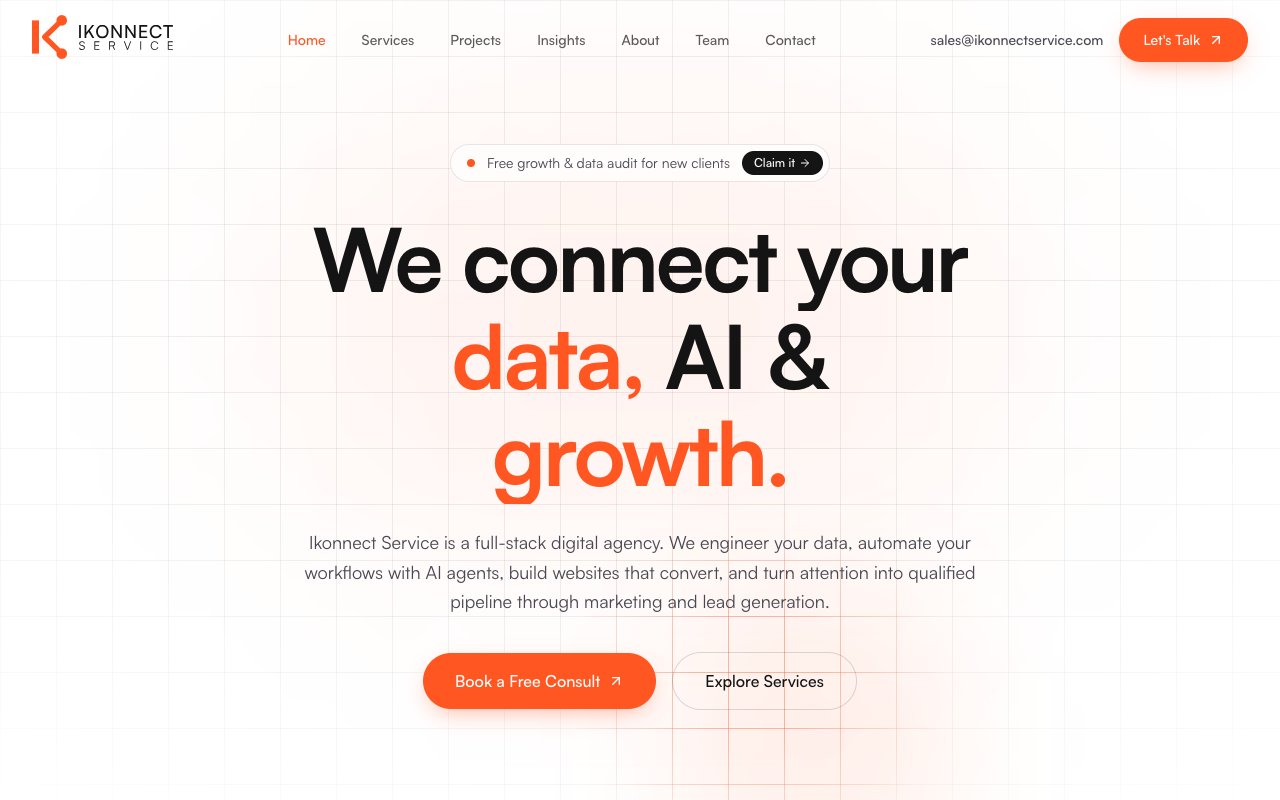 IKONNECT
SERVICE
Home
Services
Projects
Insights
About
Team
Contact
sales@ikonnectservice.com
Let's Talk
Free growth & data audit for new clients
Claim it
We connect your
data, AI &
growth.
Ikonnect Service is a full-stack digital agency. We engineer your data, automate your
workflows with AI agents, build websites that convert, and turn attention into qualified
pipeline through marketing and lead generation.
Book a Free Consult
Explore Services